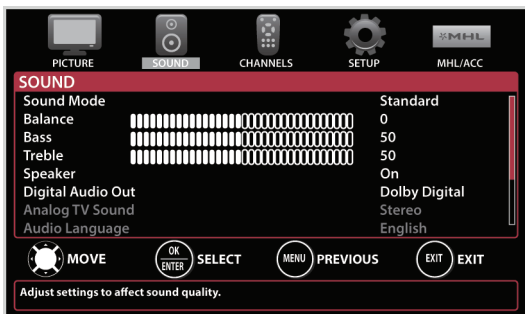 MHL
PICTURE SOUND CHANNELS SETUP MHL/ACC
SOUND
Sound Mode Standard
Balance 0
Bass 50
Treble 50
Speaker On
Digital Audio Out Dolby Digital
Analog TV Sound Stereo
Audio Language English
MOVE OK ENTER SELECT MENU PREVIOUS EXIT EXIT
Adjust settings to affect sound quality.